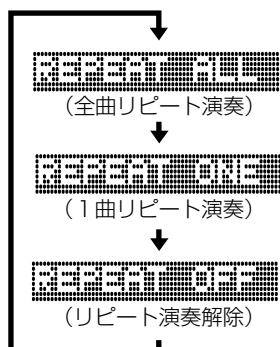 REPEAT ALL
（全曲リピート演奏）
REPEAT ONE
（１曲リピート演奏）
REPEAT OFF
（リピート演奏解除）